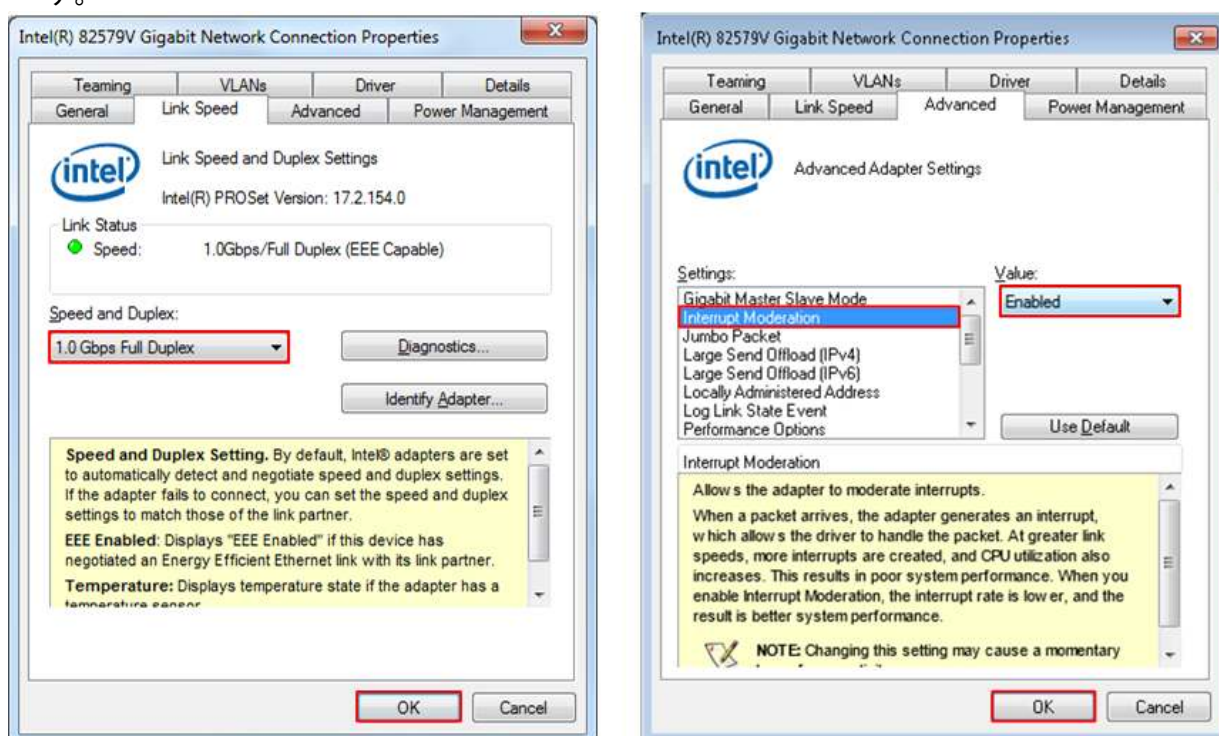 す。
Intel(R) 82579V Gigabit Network Connection Properties
Teaming VLANs Driver Details
General Link Speed Advanced Power Management
intel
Link Speed and Duplex Settings
Intel(R) PROSet Version: 17.2.154.0
Link Status
Speed: 1.0Gbps/Full Duplex (EEE Capable)
Speed and Duplex:
1.0 Gbps Full Duplex
Diagnostics...
Identify Adapter...
Speed and Duplex Setting. By default, Intel® adapters are set
to automatically detect and negotiate speed and duplex settings.
If the adapter fails to connect, you can set the speed and duplex
settings to match those of the link partner.
EEE Enabled: Displays "EEE Enabled" if this device has
negotiated an Energy Efficient Ethernet link with its link partner.
Temperature: Displays temperature state if the adapter has a
temperature sensor
OK Cancel
Intel(R) 82579V Gigabit Network Connection Properties
Teaming VLANs Driver Details
General Link Speed Advanced Power Management
intel
Advanced Adapter Settings
Settings:
Gigabit Master Slave Mode
Interrupt Moderation
Jumbo Packet
Large Send Offload (IPv4)
Large Send Offload (IPv6)
Locally Administered Address
Log Link State Event
Performance Options
Value:
Enabled
Use Default
Interrupt Moderation
Allows the adapter to moderate interrupts.
When a packet arrives, the adapter generates an interrupt,
which allows the driver to handle the packet. At greater link
speeds, more interrupts are created, and CPU utilization also
increases. This results in poor system performance. When you
enable Interrupt Moderation, the interrupt rate is lower, and the
result is better system performance.
NOTE: Changing this setting may cause a momentary
OK Cancel